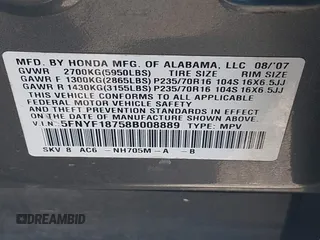 MFD. BY HONDA MFG. OF ALABAMA, LLC 08/'07
GVWR 2700KG(5950LBS) TIRE SIZE RIM SIZE
GAWR F 1300KG(2865LBS) P235/70R16 104S 16X6.5JJ
GAWR R 1430KG(3155LBS) P235/70R16 104S 16X6.5JJ
THIS VEHICLE CONFORMS TO ALL APPLICABLE
FEDERAL MOTOR VEHICLE SAFETY
STANDARDS IN EFFECT ON THE DATE OF
MANUFACTURE SHOWN ABOVE.
V.I.N: 5FNYF18758B008889 TYPE: MPV
SKV 8 AC6 - NH705M - A - B
DREAMBID